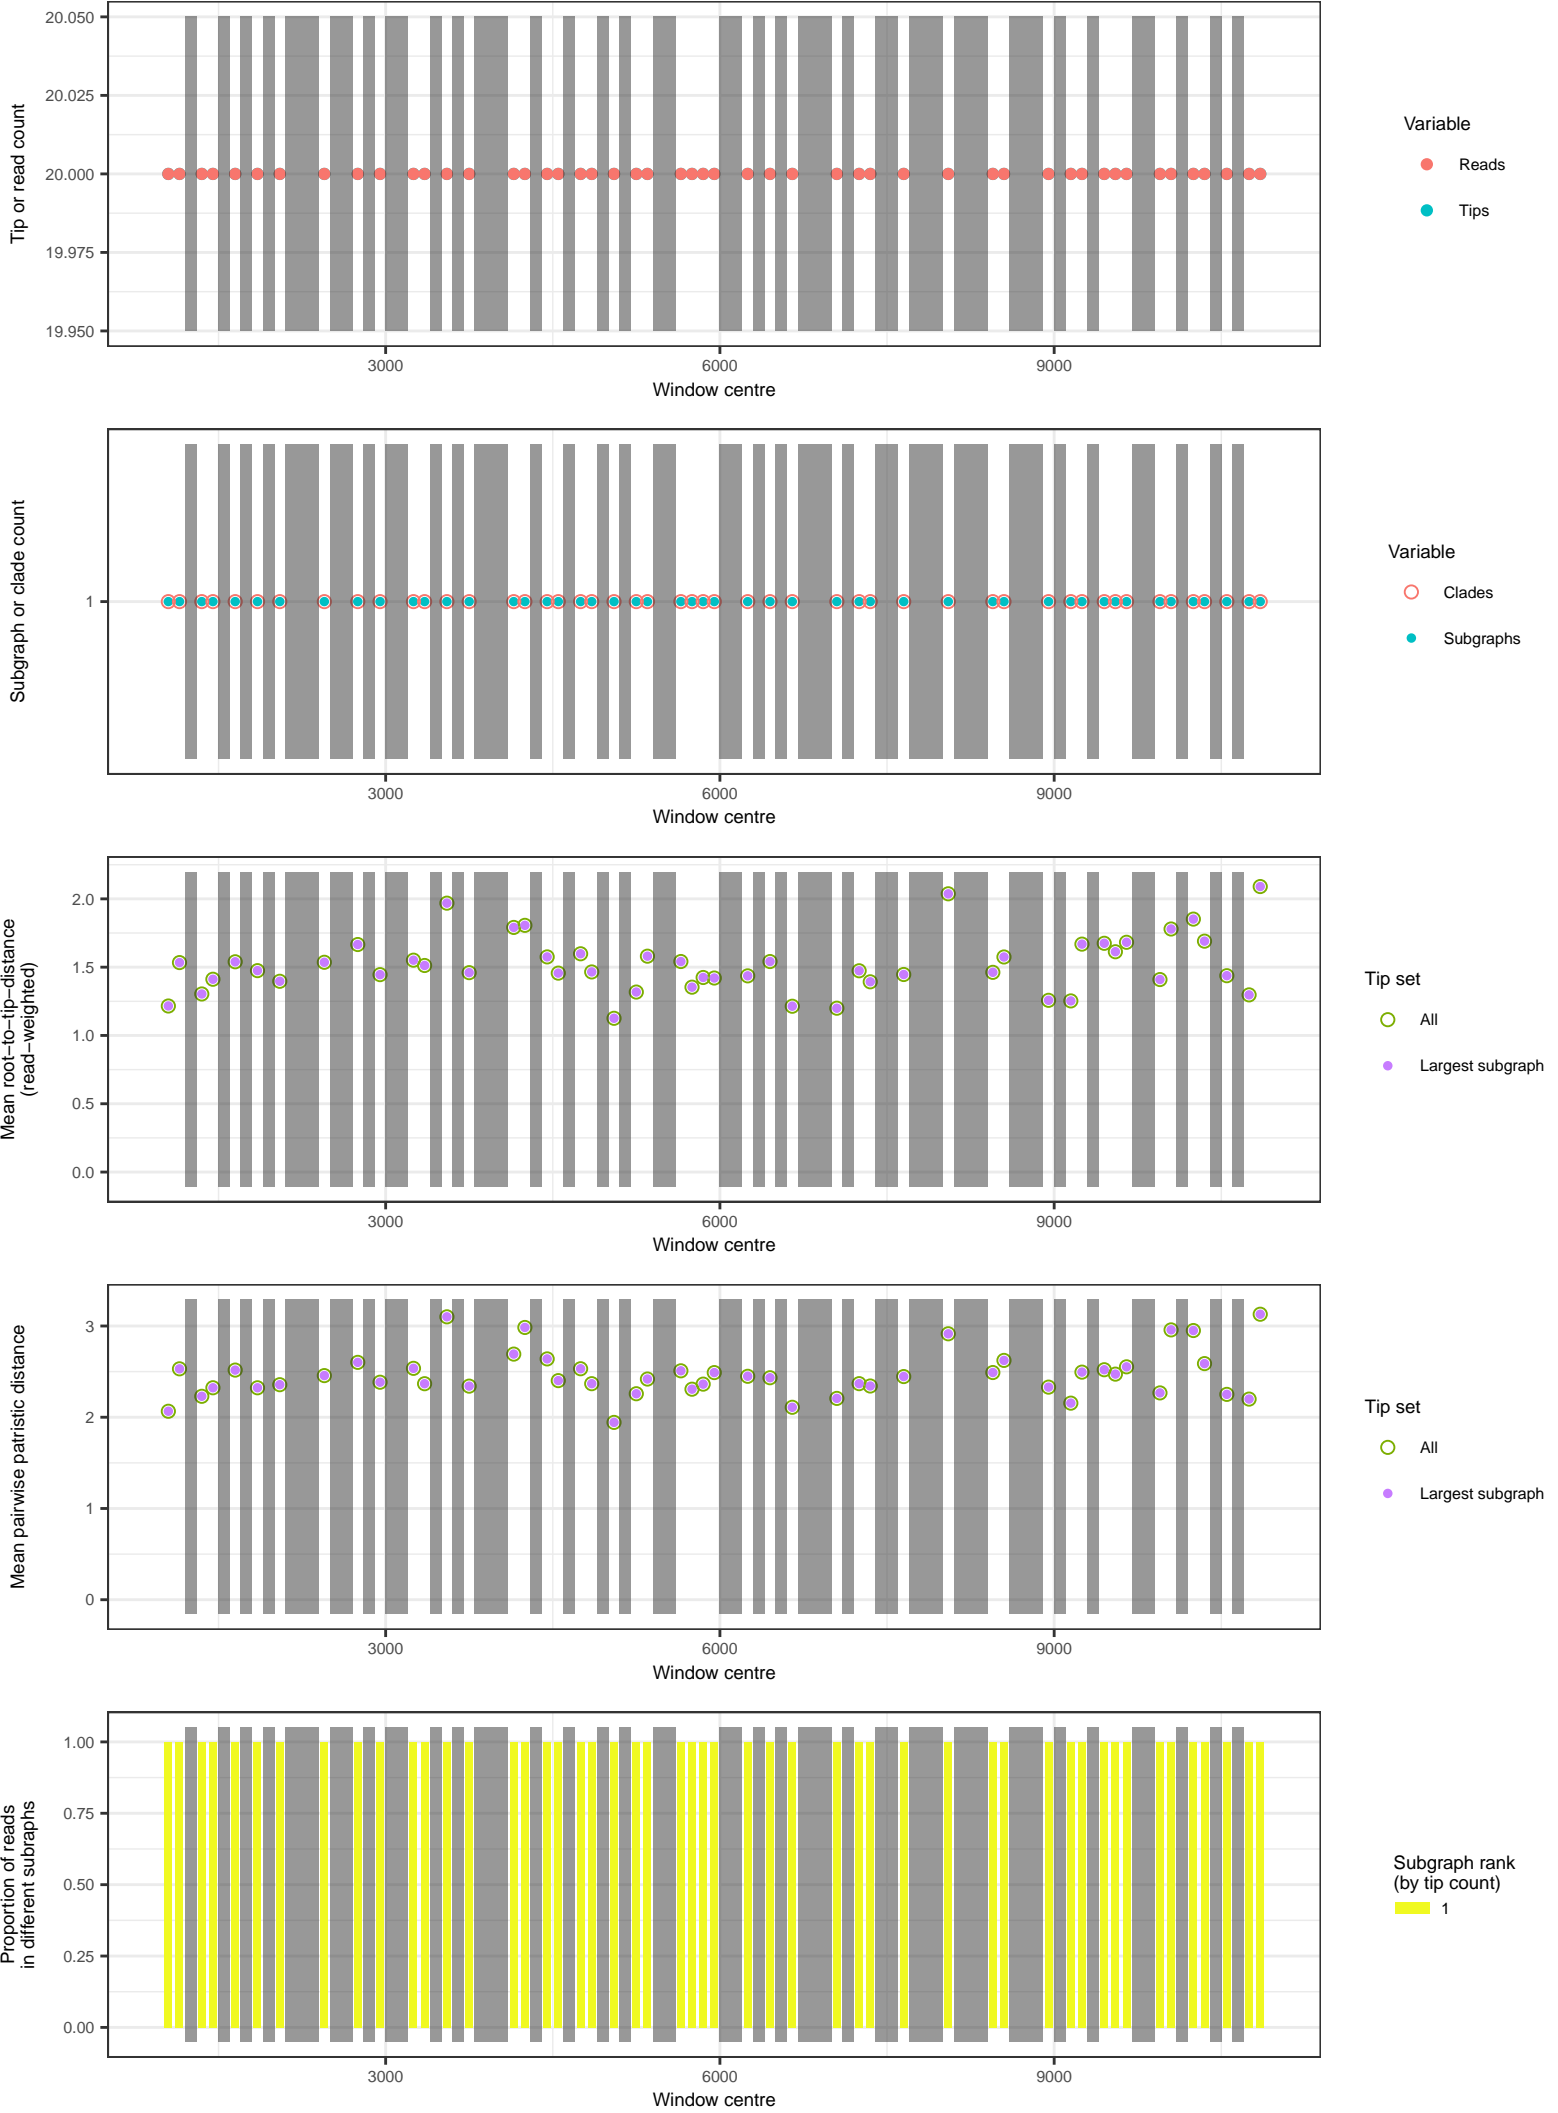 20.050
20.025
20.000
19.975
19.950
Tip or read count
3000
6000
9000
Window centre
Variable
Reads
Tips
1
Subgraph or clade count
3000
6000
9000
Window centre
Variable
Clades
Subgraphs
2.0
1.5
1.0
0.5
0.0
Mean root−to−tip−distance
(read−weighted)
3000
6000
9000
Window centre
Tip set
All
Largest subgraph
3
2
1
0
Mean pairwise patristic distance
3000
6000
9000
Window centre
Tip set
All
Largest subgraph
1.00
0.75
0.50
0.25
0.00
Proportion of reads
in different subraphs
3000
6000
9000
Window centre
Subgraph rank
(by tip count)
1